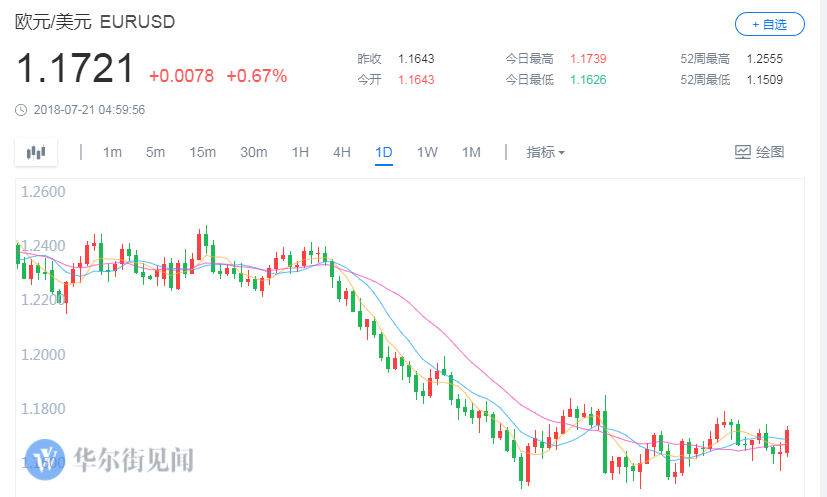 欧元/美元 EURUSD
+ 自选
1.1721 +0.0078 +0.67%
昨收 1.1643 今日最高 1.1739 52周最高 1.2555
今开 1.1643 今日最低 1.1626 52周最低 1.1509
2018-07-21 04:59:56
1m 5m 15m 30m 1H 4H 1D 1W 1M 指标 绘图
1.2600
1.2400
1.2200
1.2000
1.1800
1.1600
W 华尔街见闻